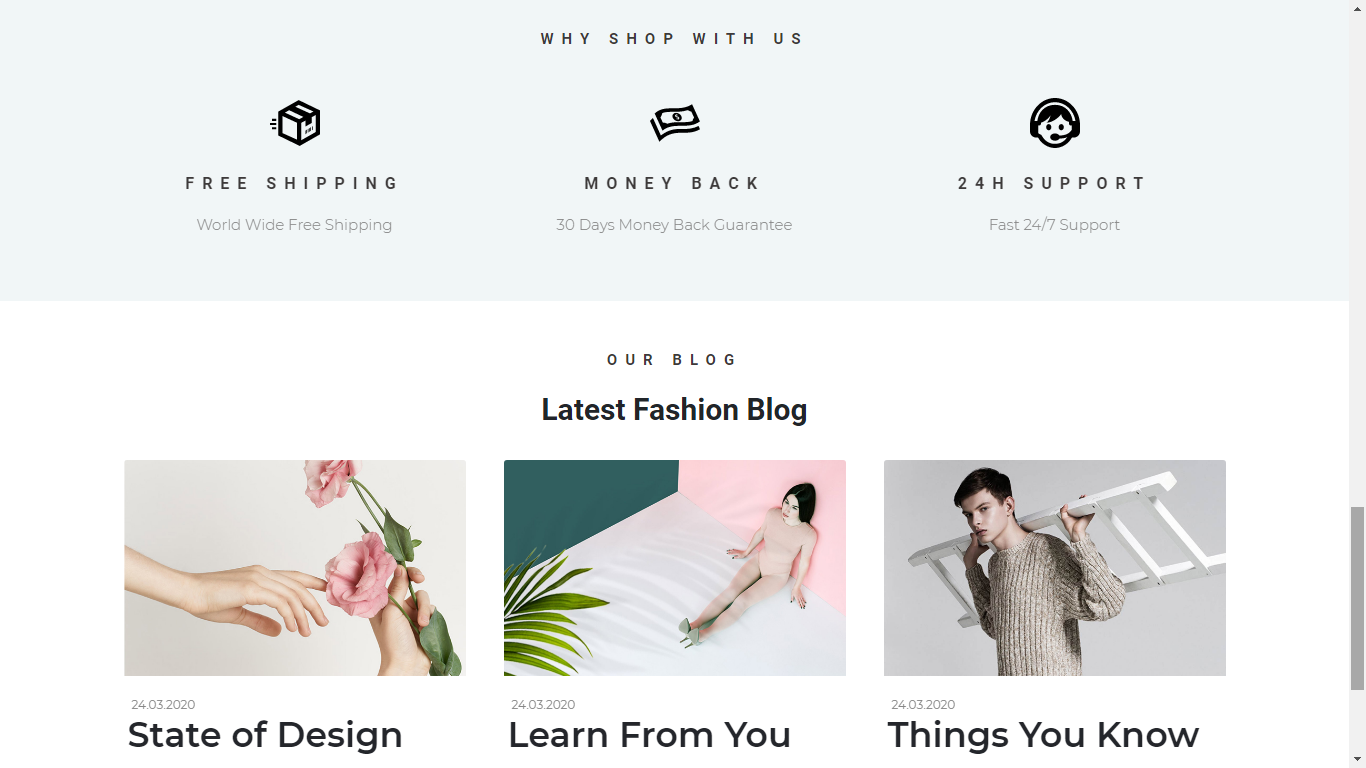 WHY SHOP WITH US
FREE SHIPPING
World Wide Free Shipping
MONEY BACK
30 Days Money Back Guarantee
24H SUPPORT
Fast 24/7 Support
OUR BLOG
Latest Fashion Blog
24.03.2020
State of Design
24.03.2020
Learn From You
24.03.2020
Things You Know